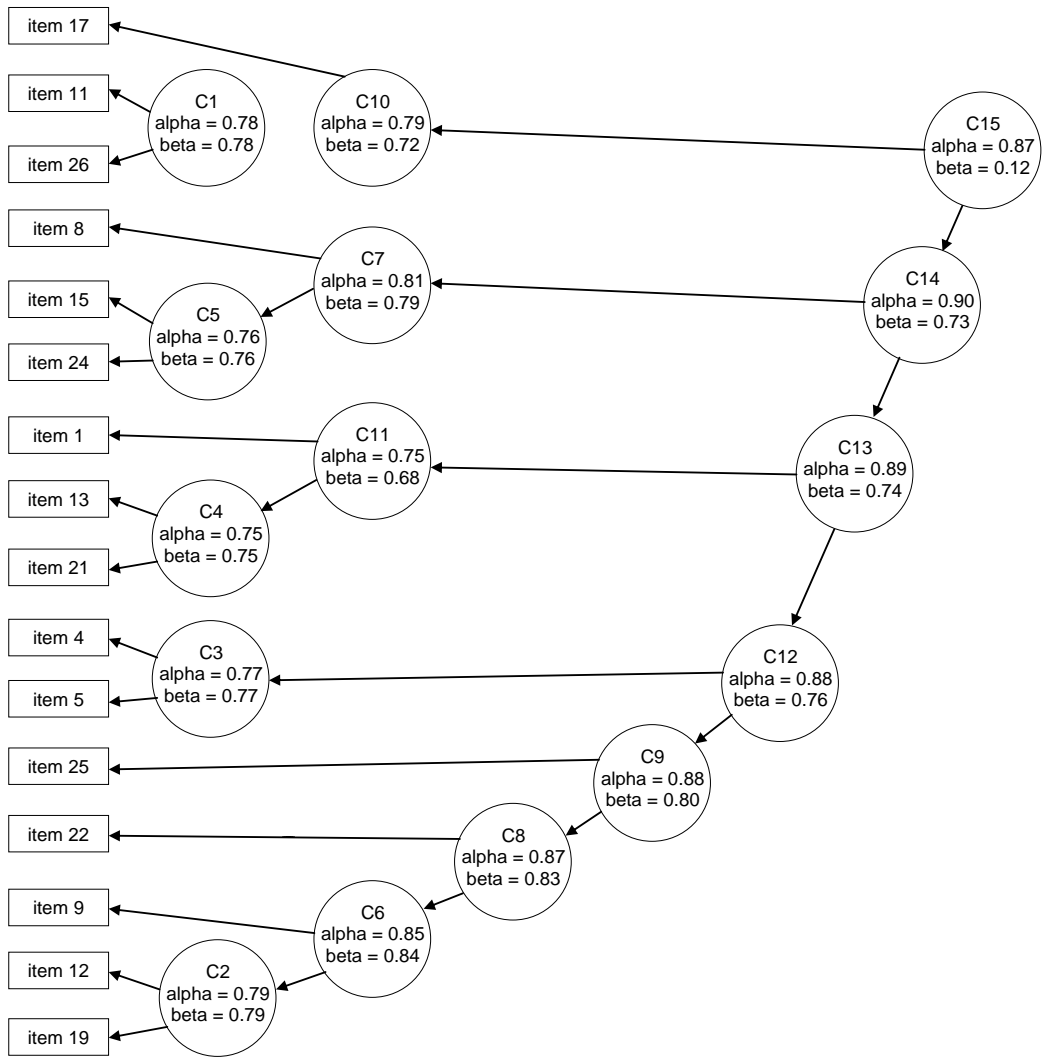 item 17
item 11
item 26
item 8
item 15
item 24
item 1
item 13
item 21
item 4
item 5
item 25
item 22
item 9
item 12
item 19
C1
alpha = 0.78
beta = 0.78
C10
alpha = 0.79
beta = 0.72
C15
alpha = 0.87
beta = 0.12
C7
alpha = 0.81
beta = 0.79
C5
alpha = 0.76
beta = 0.76
C14
alpha = 0.90
beta = 0.73
C11
alpha = 0.75
beta = 0.68
C4
alpha = 0.75
beta = 0.75
C13
alpha = 0.89
beta = 0.74
C3
alpha = 0.77
beta = 0.77
C12
alpha = 0.88
beta = 0.76
C9
alpha = 0.88
beta = 0.80
C8
alpha = 0.87
beta = 0.83
C6
alpha = 0.85
beta = 0.84
C2
alpha = 0.79
beta = 0.79